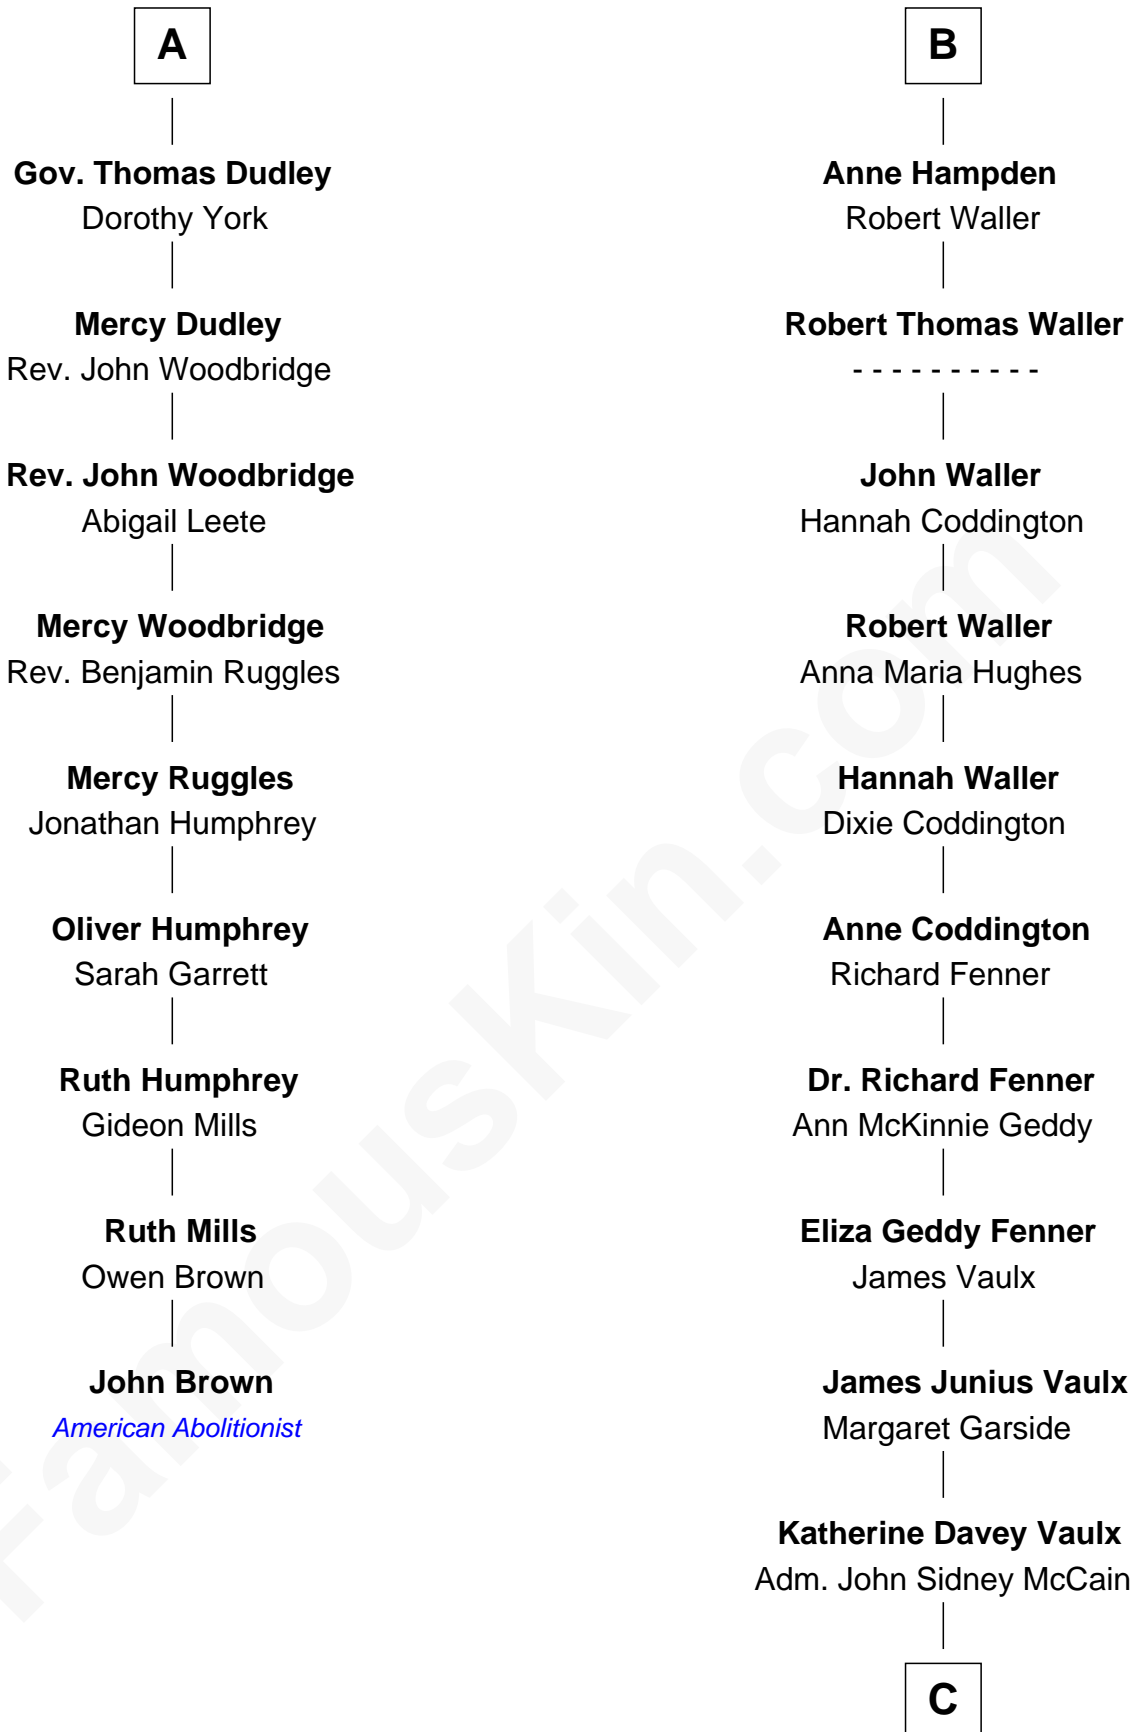 A
Gov. Thomas Dudley
Dorothy York
Mercy Dudley
Rev. John Woodbridge
Rev. John Woodbridge
Abigail Leete
Mercy Woodbridge
Rev. Benjamin Ruggles
Mercy Ruggles
Jonathan Humphrey
Oliver Humphrey
Sarah Garrett
Ruth Humphrey
Gideon Mills
Ruth Mills
Owen Brown
John Brown
American Abolitionist
B
Anne Hampden
Robert Waller
Robert Thomas Waller
- - - - - - - - - -
John Waller
Hannah Coddington
Robert Waller
Anna Maria Hughes
Hannah Waller
Dixie Coddington
Anne Coddington
Richard Fenner
Dr. Richard Fenner
Ann McKinnie Geddy
Eliza Geddy Fenner
James Vaulx
James Junius Vaulx
Margaret Garside
Katherine Davey Vaulx
Adm. John Sidney McCain
C
FamousKin.com